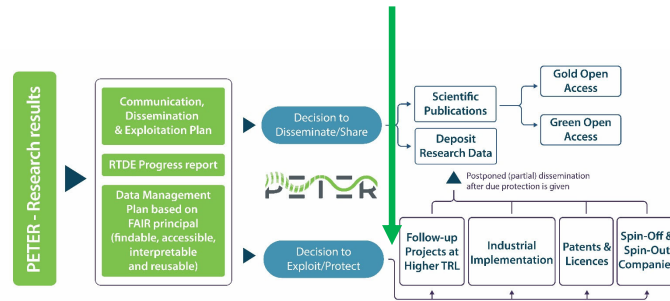 PETER - Research results
Communication,
Dissemination
& Exploitation Plan
RTDE Progress report
Data Management
Plan based on
FAIR principal
(findable, accessible,
interpretable
and reusable)
Decision to
Disseminate/Share
PETER
Decision to
Exploit/Protect
Scientific
Publications
Deposit
Research Data
Gold Open
Access
Green Open
Access
Postponed (partial) dissemination
after due protection is given
Follow-up
Projects at
Higher TRL
Industrial
Implementation
Patents &
Licences
Spin-Off &
Spin-Out
Companie